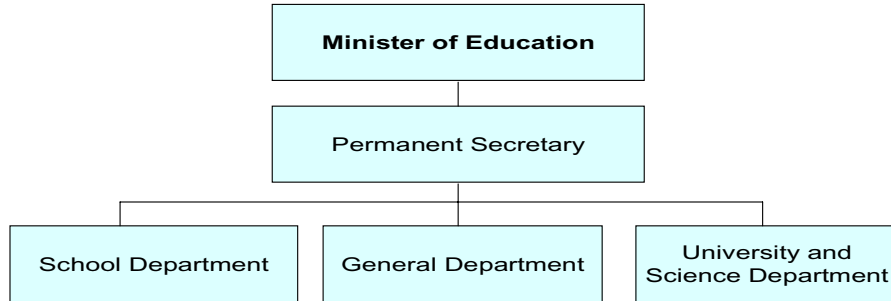 Minister of Education
Permanent Secretary
School Department
General Department
University and
Science Department